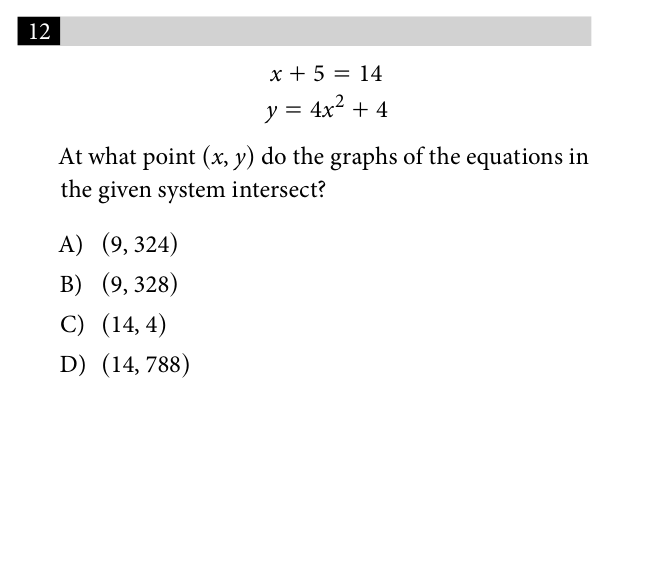 12
x + 5 = 14
y = 4x² + 4
At what point (x, y) do the graphs of the equations in
the given system intersect?
A) (9, 324)
B) (9, 328)
C) (14, 4)
D) (14, 788)